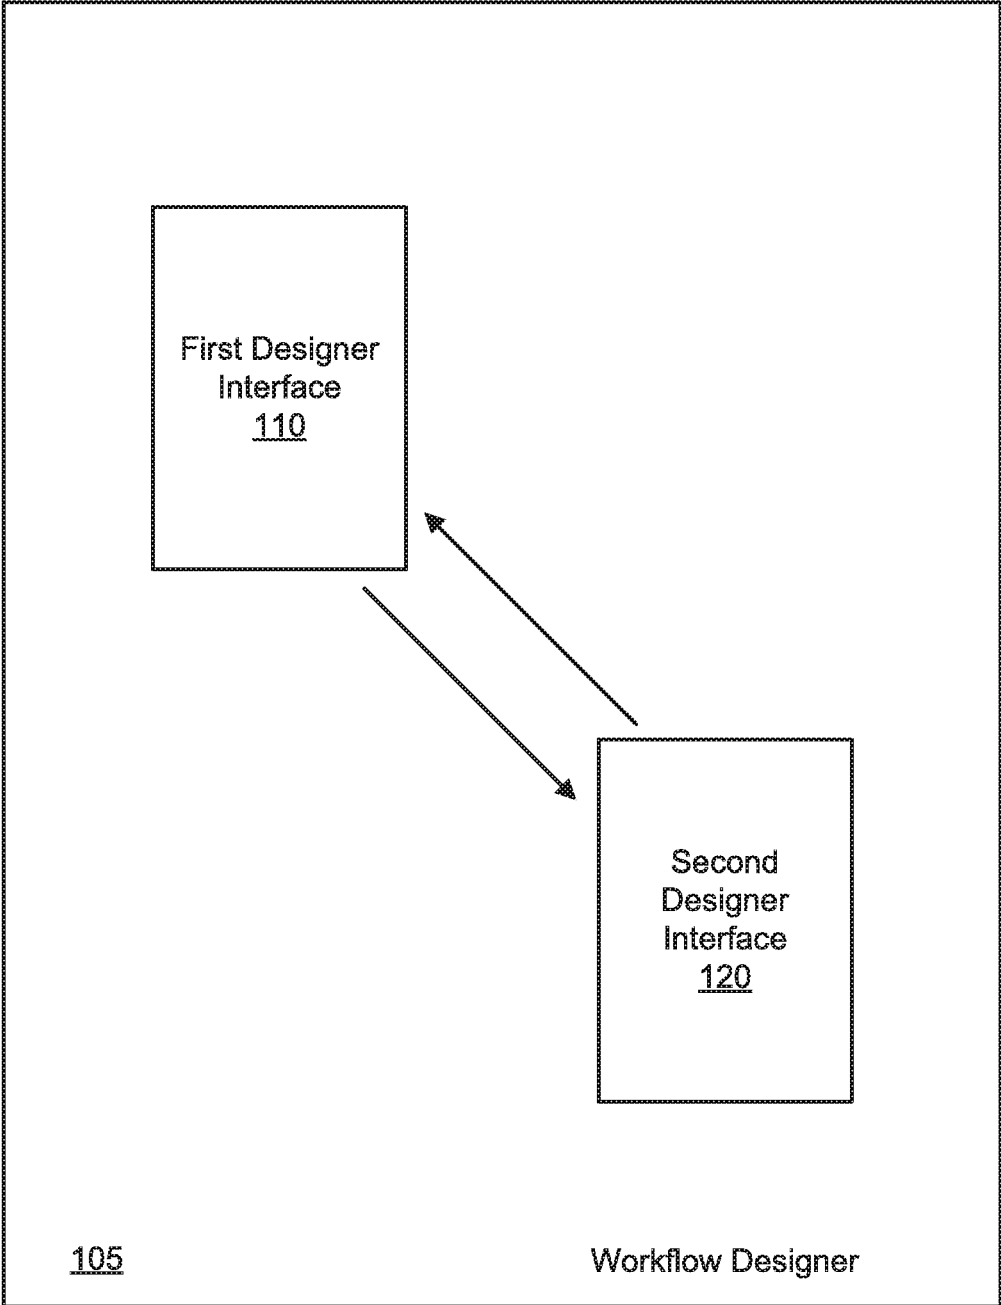 First Designer
Interface
110
Second
Designer
Interface
120
105
Workflow Designer